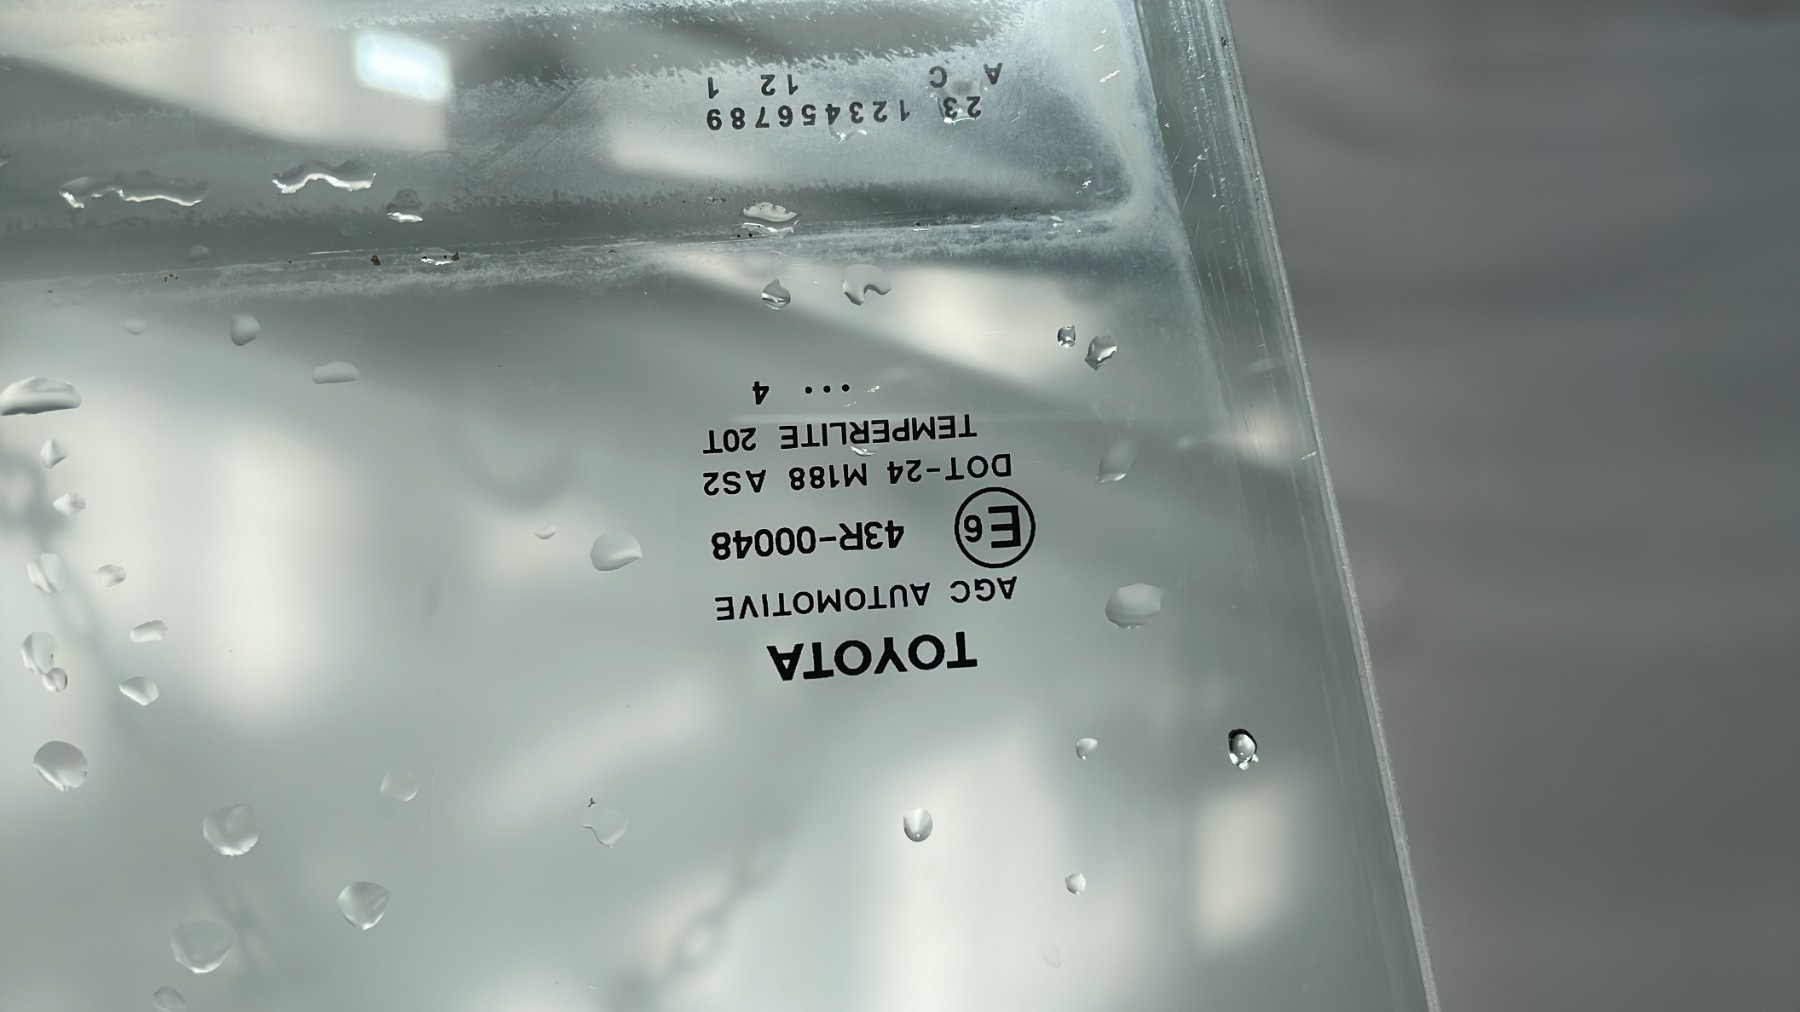 TOYOTA
AGC AUTOMOTIVE
E6 43R-00048
DOT-24 M188 AS2
TEMPERLITE 20T
... 4
23 123456789
A C 12 1